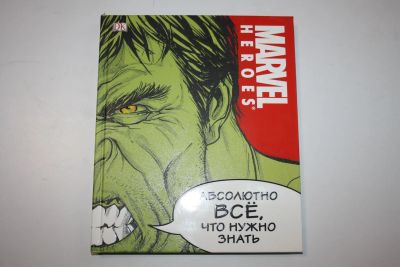 DK
MARVEL
HEROES®
АБСОЛЮТНО
ВСЁ,
ЧТО НУЖНО
ЗНАТЬ